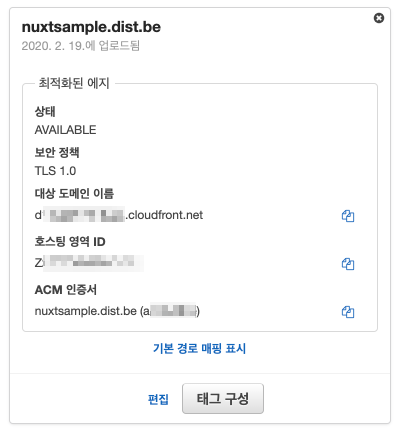 nuxtsample.dist.be
2020. 2. 19.에 업로드됨
최적화된 에지
상태
AVAILABLE
보안 정책
TLS 1.0
대상 도메인 이름
d .cloudfront.net
호스팅 영역 ID
Z
ACM 인증서
nuxtsample.dist.be (a )
기본 경로 매핑 표시
편집
태그 구성